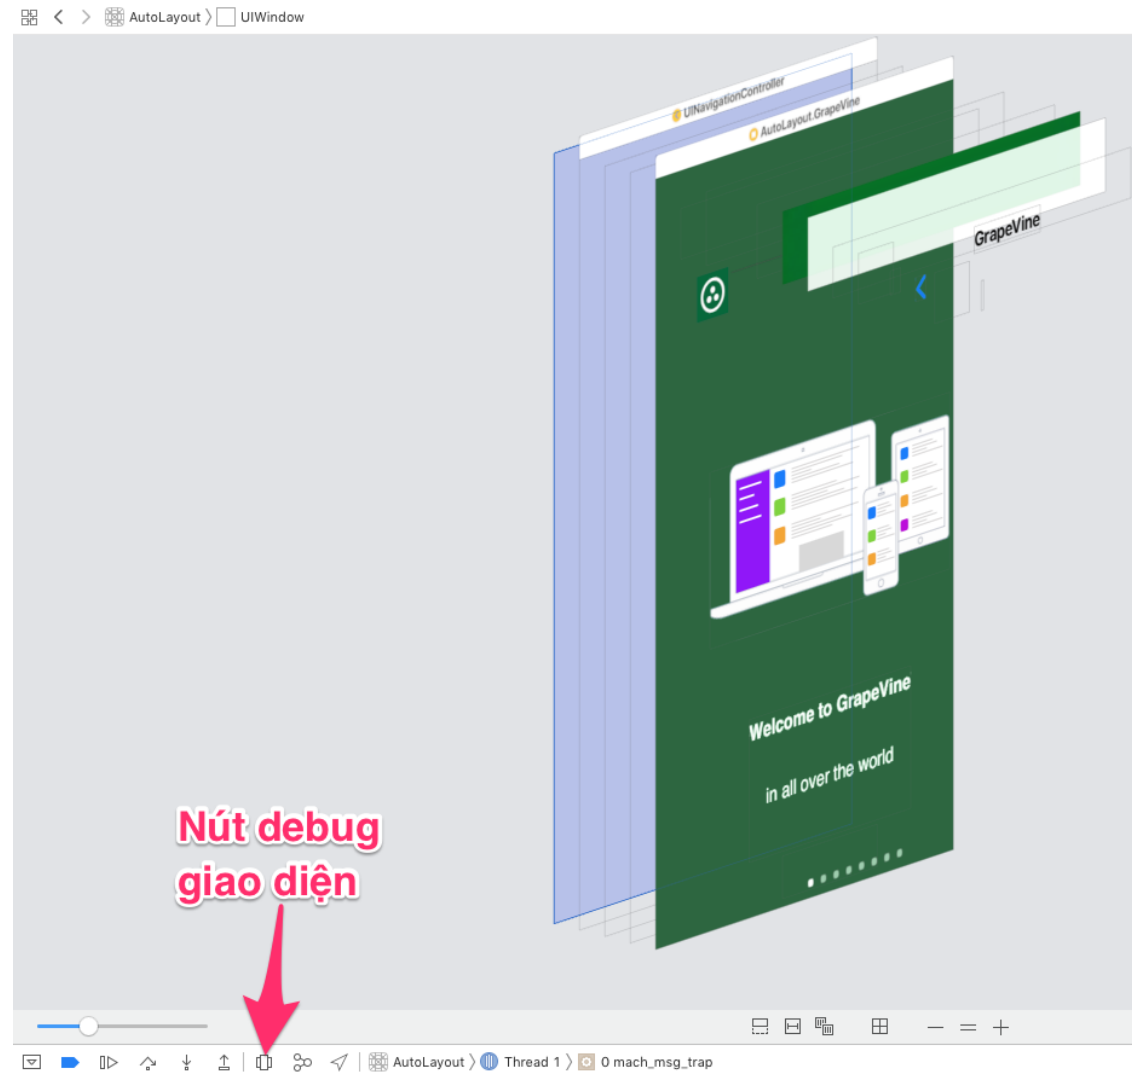 AutoLayout 〉 UIWindow
UINavigationController
AutoLayout.GrapeVine
GrapeVine
Welcome to GrapeVine
in all over the world
Nút debug
giao diện
AutoLayout 〉 Thread 1 〉 0 mach_msg_trap